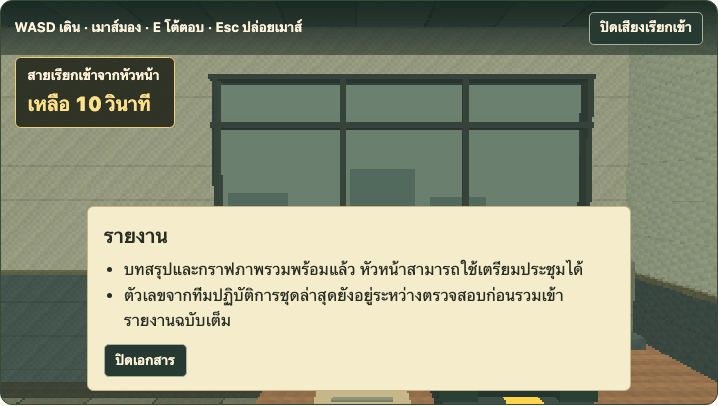 WASD เดิน · เมาส์มอง · E โต้ตอบ · Esc ปล่อยเมาส์
ปิดเสียงเรียกเข้า
สายเรียกเข้าจากหัวหน้า
เหลือ 10 วินาที
รายงาน
• บทสรุปและกราฟภาพรวมพร้อมแล้ว หัวหน้าสามารถใช้เตรียมประชุมได้
• ตัวเลขจากทีมปฏิบัติการชุดล่าสุดยังอยู่ระหว่างตรวจสอบก่อนรวมเข้า
รายงานฉบับเต็ม
ปิดเอกสาร